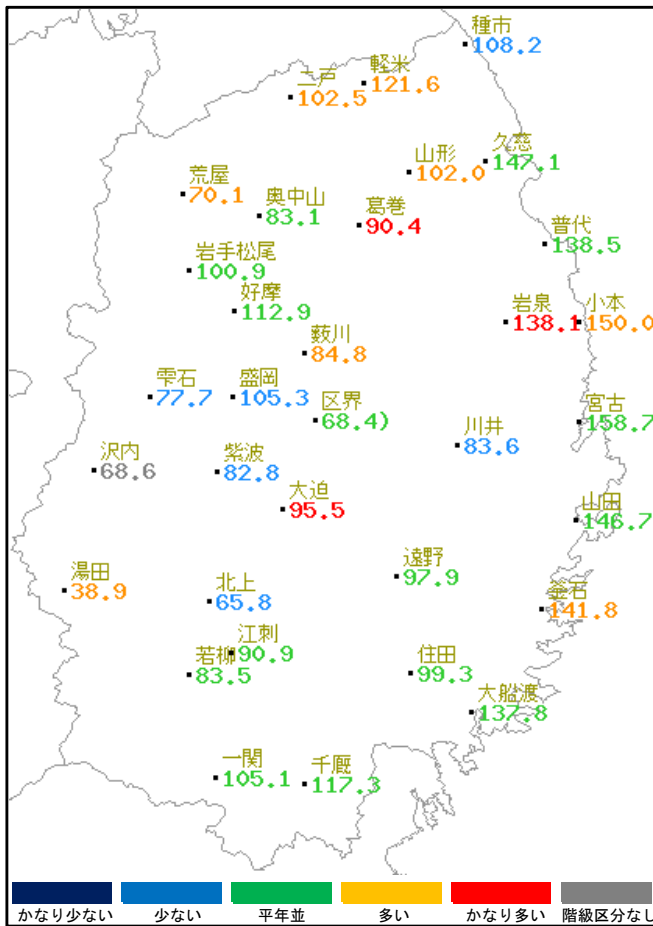 種市
108.2
軽米
121.6
二戸
102.5
久慈
147.1
山形
102.0
荒屋
70.1
奥中山
83.1
葛巻
90.4
普代
138.5
岩手松尾
100.9
好摩
112.9
岩泉
138.1
小本
150.0
薮川
84.8
雫石
77.7
盛岡
105.3
区界
68.4)
宮古
158.7
川井
83.6
沢内
68.6
紫波
82.8
大迫
95.5
山田
146.7
遠野
97.9
湯田
38.9
北上
65.8
釜石
141.8
江刺
90.9
若柳
83.5
住田
99.3
大船渡
137.8
一関
105.1
千厩
117.3
かなり少ない
少ない
平年並
多い
かなり多い
階級区分なし